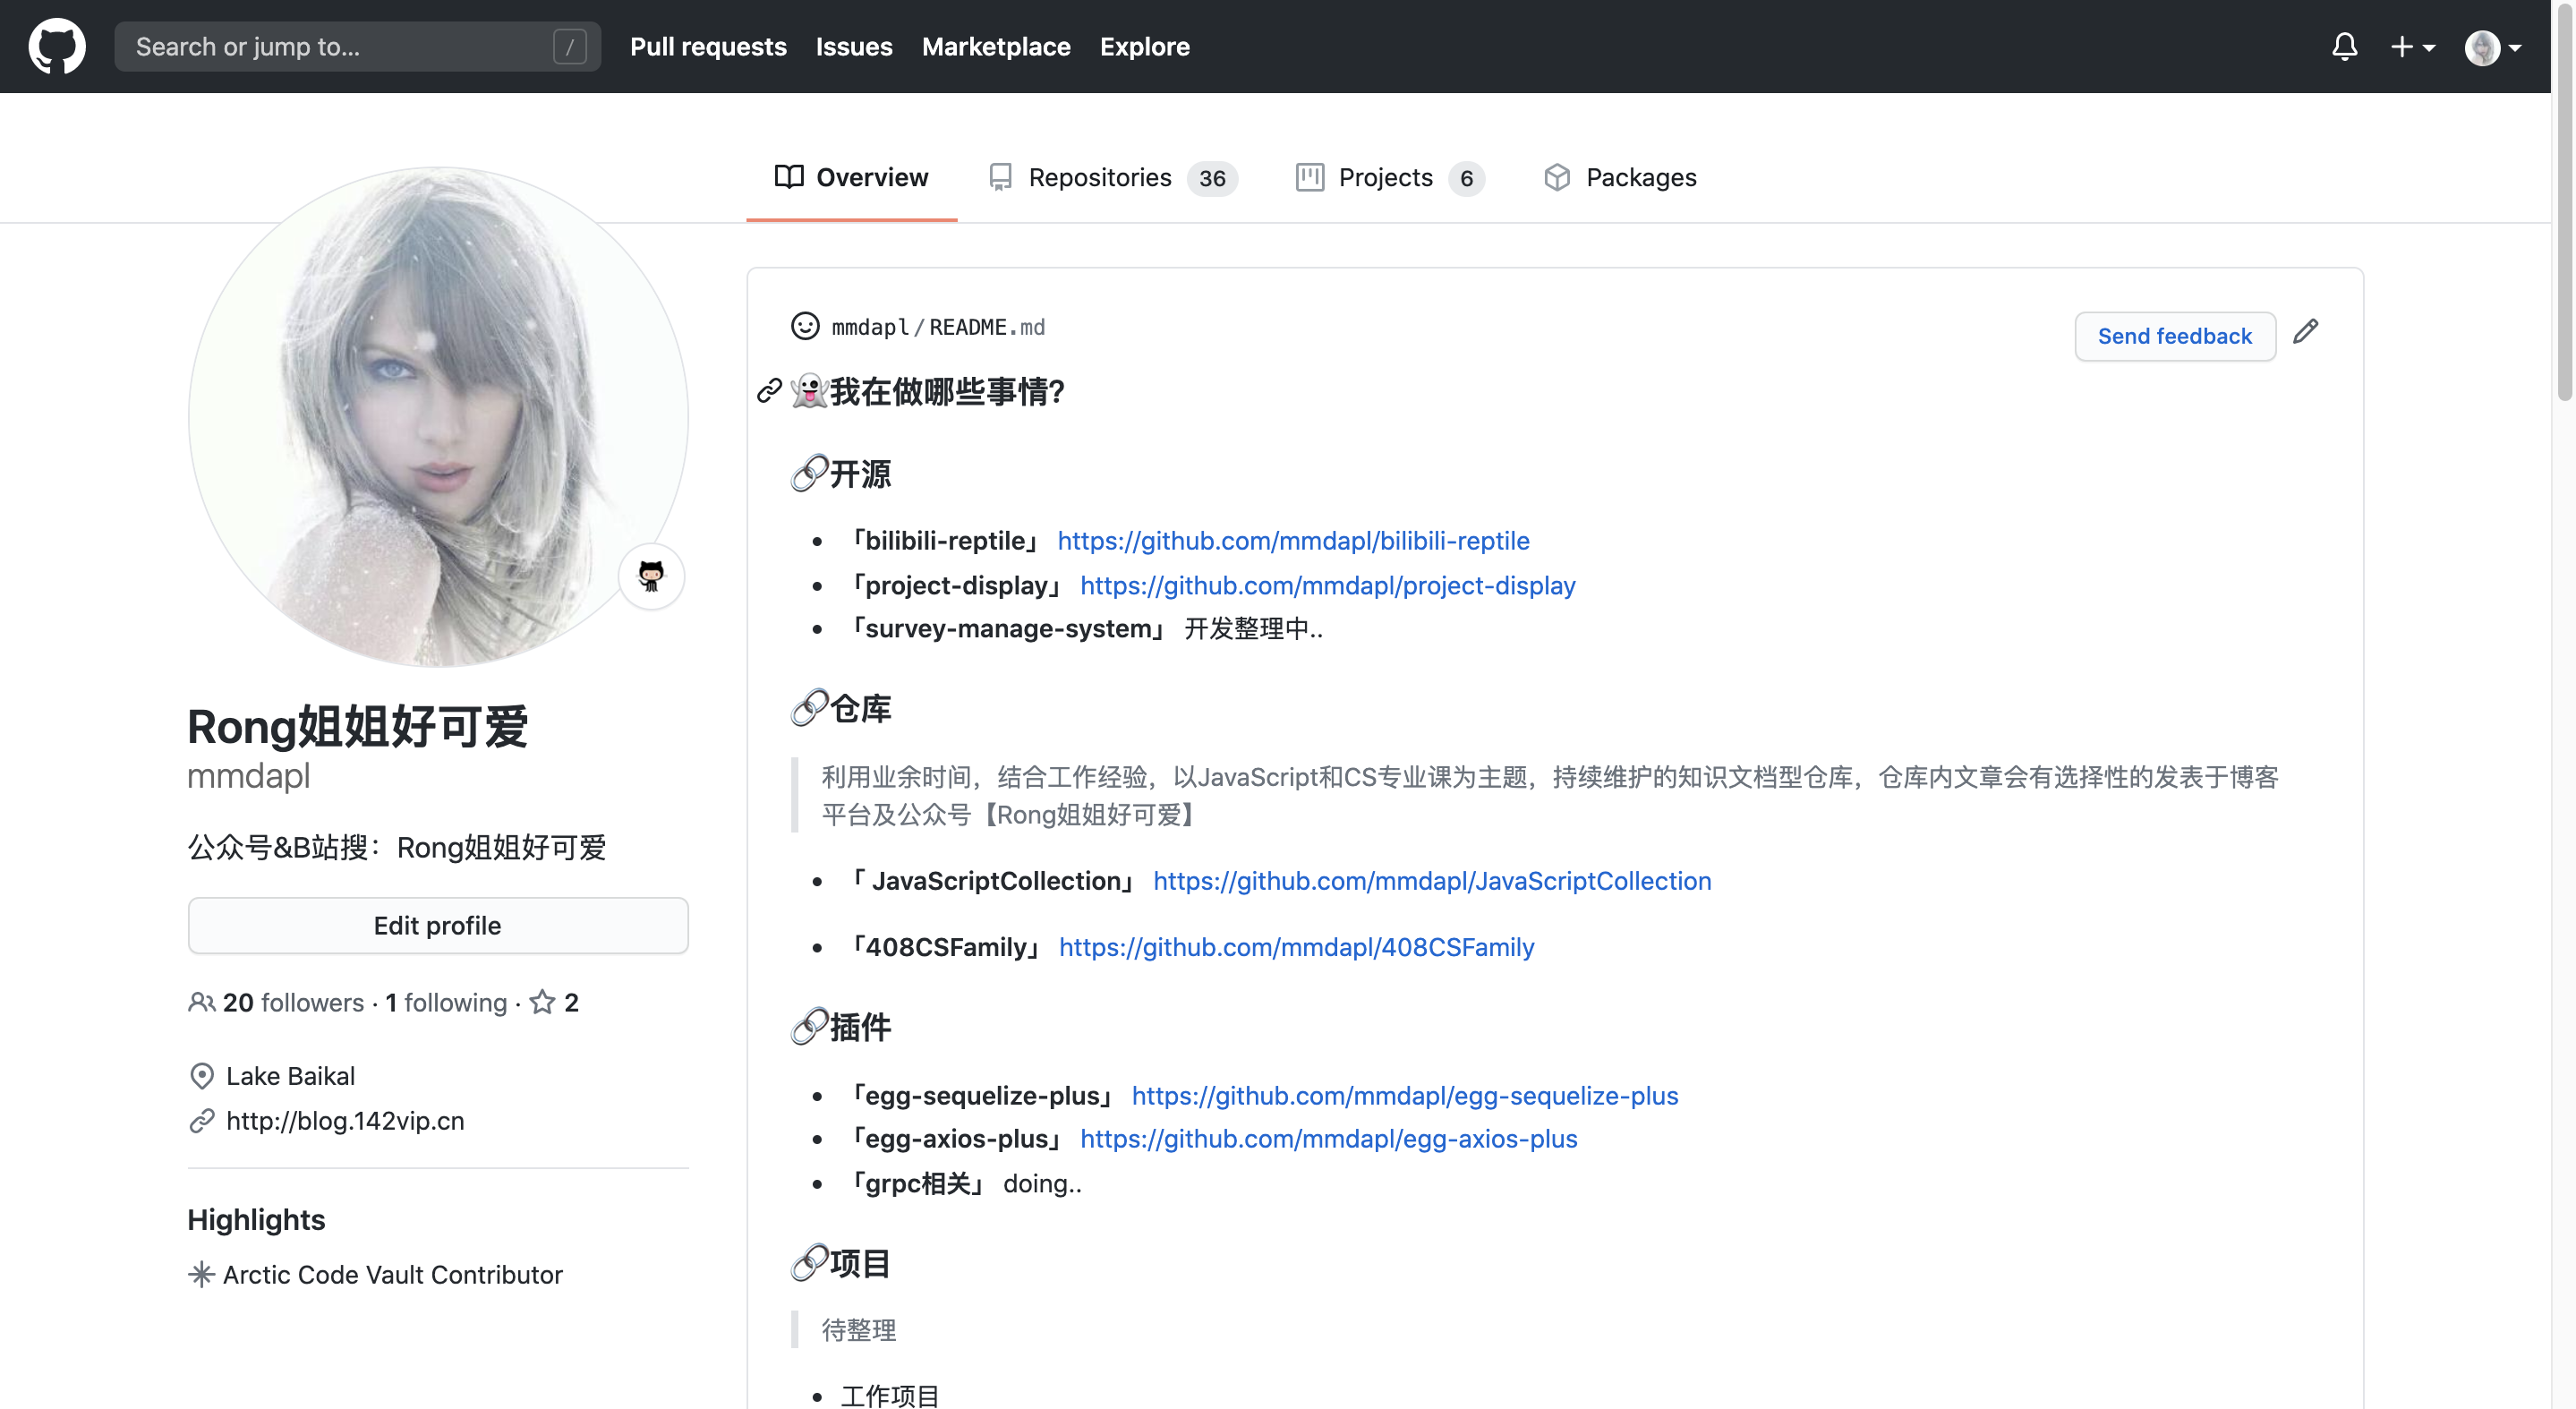 Search or jump to... /
Pull requests Issues Marketplace Explore
Overview Repositories 36 Projects 6 Packages
Rong姐姐好可爱
mmdapl
公众号&B站搜：Rong姐姐好可爱
Edit profile
20 followers · 1 following · 2
Lake Baikal
http://blog.142vip.cn
Highlights
Arctic Code Vault Contributor
mmdapl/README.md
Send feedback
👻我在做哪些事情?
🔗开源
• 「bilibili-reptile」 https://github.com/mmdapl/bilibili-reptile
• 「project-display」 https://github.com/mmdapl/project-display
• 「survey-manage-system」 开发整理中..
🔗仓库
利用业余时间，结合工作经验，以JavaScript和CS专业课为主题，持续维护的知识文档型仓库，仓库内文章会有选择性的发表于博客
平台及公众号【Rong姐姐好可爱】
• 「 JavaScriptCollection」 https://github.com/mmdapl/JavaScriptCollection
• 「408CSFamily」 https://github.com/mmdapl/408CSFamily
🔗插件
• 「egg-sequelize-plus」 https://github.com/mmdapl/egg-sequelize-plus
• 「egg-axios-plus」 https://github.com/mmdapl/egg-axios-plus
• 「grpc相关」 doing..
🔗项目
待整理
• 工作项目